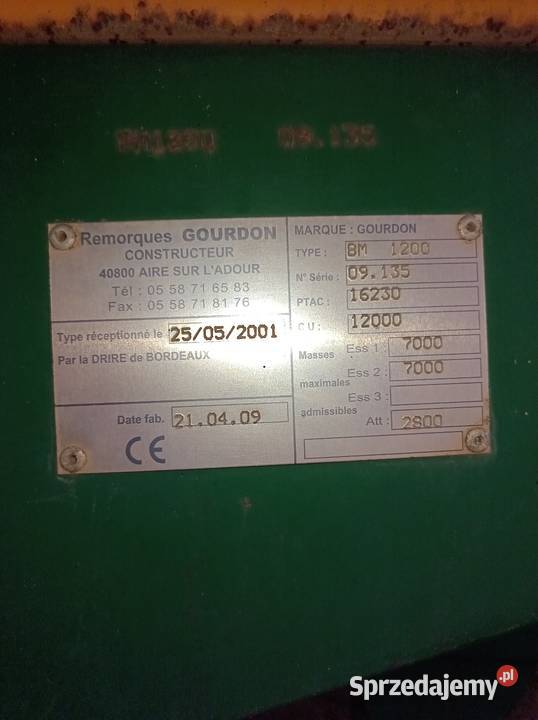 09.135
Remorques GOURDON
CONSTRUCTEUR
40800 AIRE SUR L'ADOUR
Tél : 05 58 71 65 83
Fax : 05 58 71 81 76
Type réceptionné le 25/05/2001
Par la DRIRE de BORDEAUX
Date fab. 21.04.09
CE
MARQUE : GOURDON
TYPE : BM 1200
N° Série : 09.135
PTAC : 16230
C U : 12000
Masses Ess 1 : 7000
Ess 2 : 7000
maximales
Ess 3 :
admissibles
Att : 2800
Sprzedajemy.pl